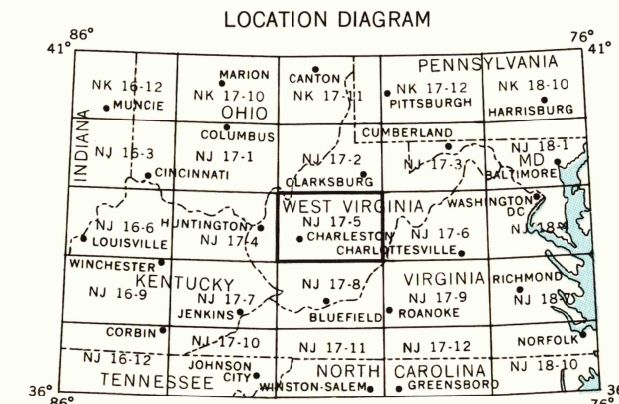 LOCATION DIAGRAM
86° 76°
41° 41°
PENNSYLVANIA
MARION CANTON
NK 16-12 NK 17-10 NK 17-11 NK 17-12 NK 18-10
MUNCIE PITTSBURGH HARRISBURG
OHIO
INDIANA
COLUMBUS CUMBERLAND
NJ 16-3 NJ 17-1 NJ 17-2 NJ 17-3 NJ 18-1
MD
CINCINNATI CLARKSBURG BALTIMORE
WEST VIRGINIA WASHINGTON
DC
NJ 16-6 HUNTINGTON NJ 17-5 NJ 17-6
LOUISVILLE NJ 17-4 CHARLESTON
CHARLOTTESVILLE
WINCHESTER
KENTUCKY VIRGINIA RICHMOND
NJ 16-9 NJ 17-7 NJ 17-8 NJ 17-9
JENKINS BLUEFIELD ROANOKE
CORBIN NJ 17-10 NJ 17-11 NJ 17-12 NORFOLK
NJ 16-12 JOHNSON CITY NORTH CAROLINA NJ 18-10
TENNESSEE WINSTON-SALEM GREENSBORO
36° 36°
86° 76°